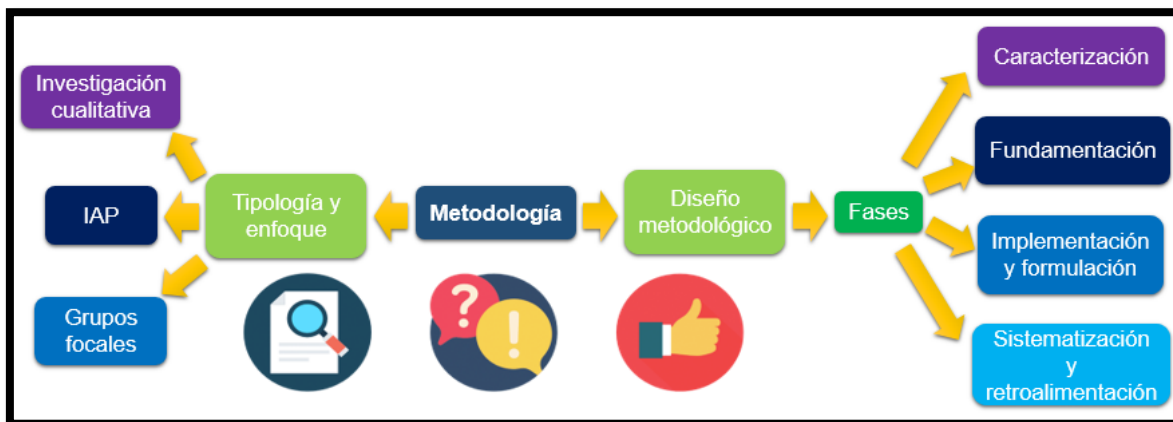 Investigación
cualitativa
IAP
Grupos
focales
Tipología y
enfoque
Metodología
Diseño
metodológico
Fases
Caracterización
Fundamentación
Implementación
y formulación
Sistematización
y
retroalimentación
?
!